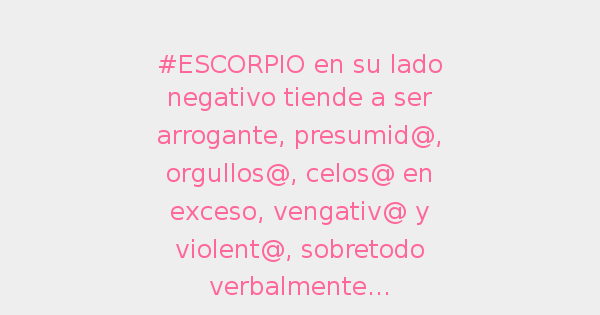 #ESCORPIO en su lado
negativo tiende a ser
arrogante, presumid@,
orgullos@, celos@ en
exceso, vengativ@ y
violent@, sobretodo
verbalmente...